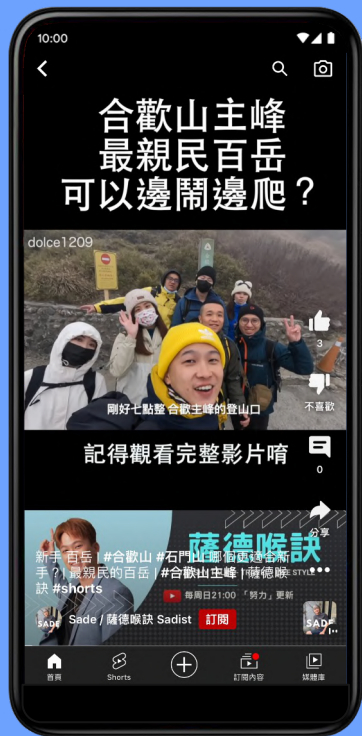 10:00
合歡山主峰
最親民百岳
可以邊鬧邊爬？
dolce1209
剛好七點整 合歡主峰的登山口
3
不喜歡
記得觀看完整影片唷
0
分享
薩德喉訣
新手 百岳 | #合歡山 #石門山 哪個更適合新
手？| 最親民的百岳 | #合歡山主峰 | 薩德喉
訣 #shorts
STYLE
每周日21:00 「努力」更新
SADE
Sade / 薩德喉訣 Sadist
訂閱
SADE
首頁
Shorts
訂閱內容
媒體庫